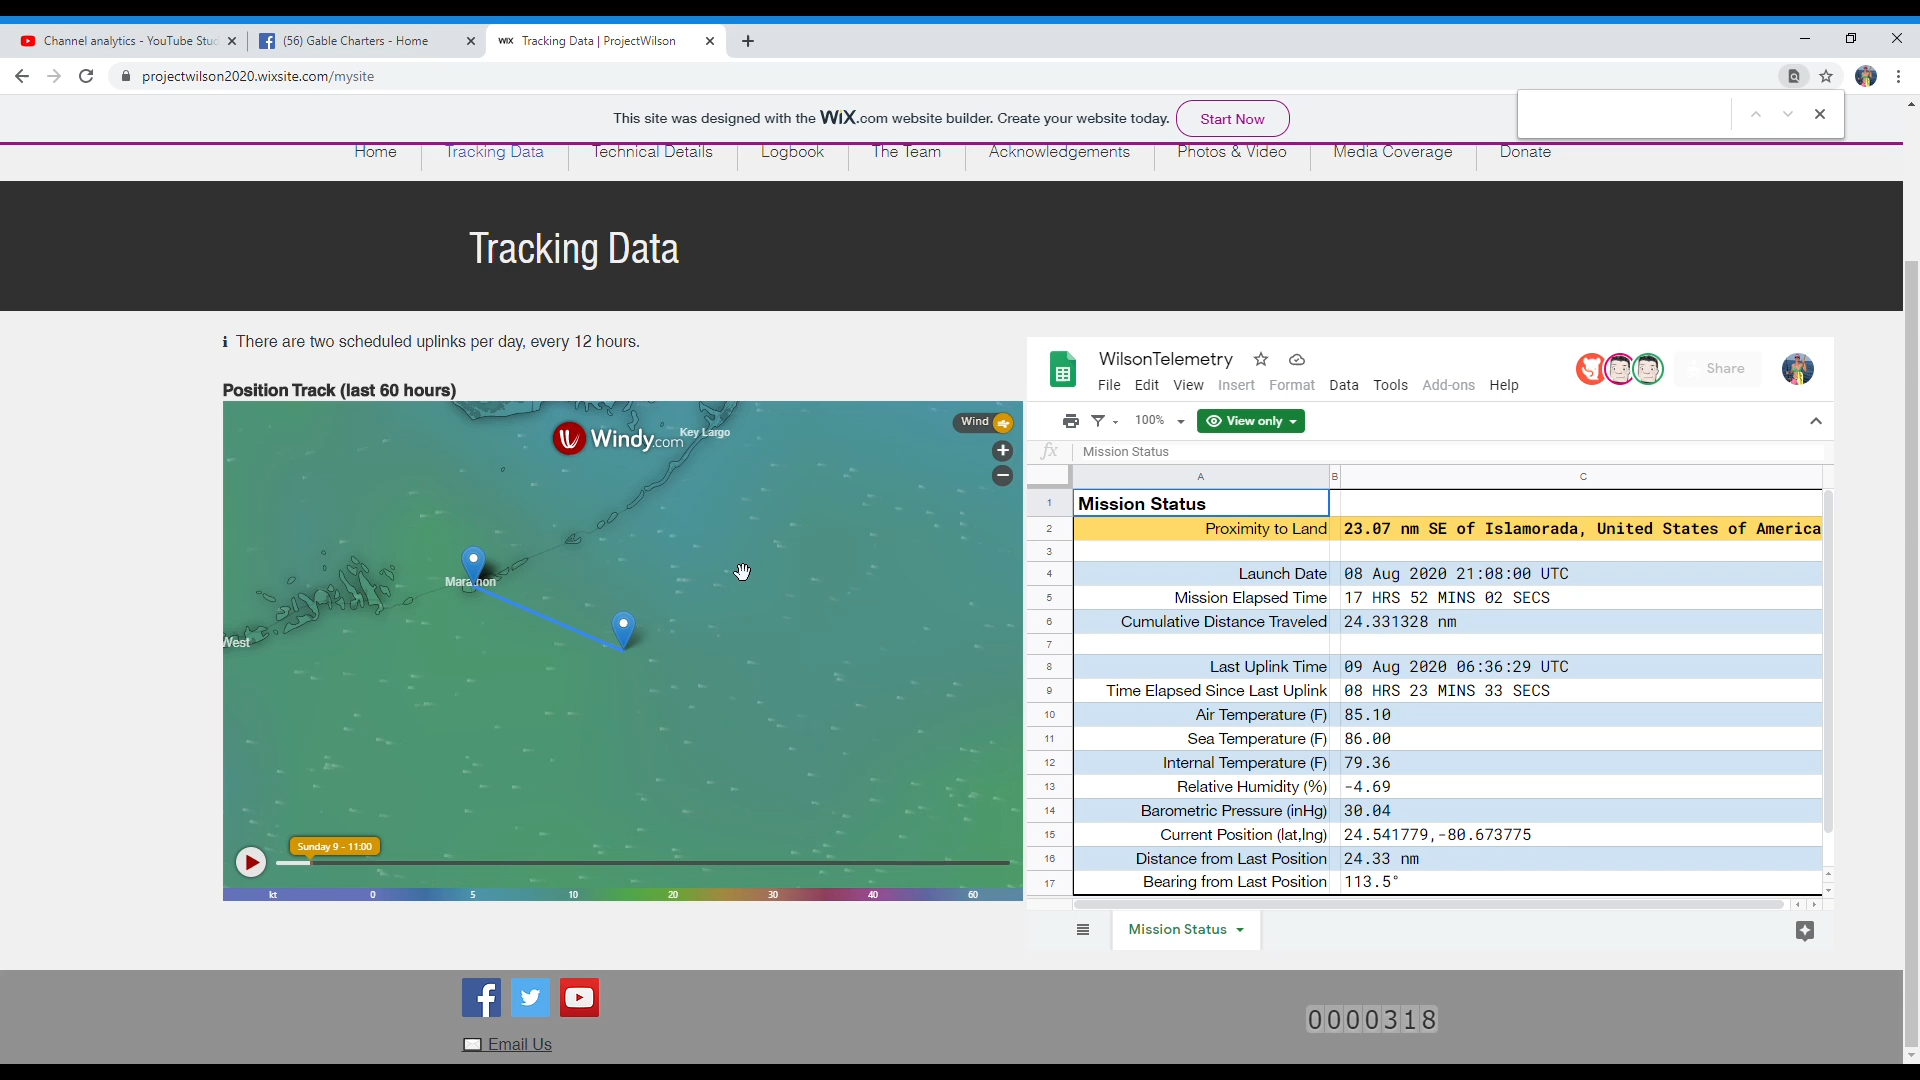 Channel analytics - YouTube Stud
(56) Gable Charters - Home
WIX Tracking Data | ProjectWilson
projectwilson2020.wixsite.com/mysite
This site was designed with the WiX.com website builder. Create your website today. Start Now
Home Tracking Data Technical Details Logbook The Team Acknowledgements Photos & Video Media Coverage Donate
Tracking Data
i There are two scheduled uplinks per day, every 12 hours.
Position Track (last 60 hours)
Windy.com
Key Largo
Wind
+
−
Marathon
West
Sunday 9 - 11:00
kt 0 5 10 20 30 40 60
WilsonTelemetry
File Edit View Insert Format Data Tools Add-ons Help
Share
100% View only
fx Mission Status
A B C
1 Mission Status
2 Proximity to Land 23.07 nm SE of Islamorada, United States of America
3
4 Launch Date 08 Aug 2020 21:08:00 UTC
5 Mission Elapsed Time 17 HRS 52 MINS 02 SECS
6 Cumulative Distance Traveled 24.331328 nm
7
8 Last Uplink Time 09 Aug 2020 06:36:29 UTC
9 Time Elapsed Since Last Uplink 08 HRS 23 MINS 33 SECS
10 Air Temperature (F) 85.10
11 Sea Temperature (F) 86.00
12 Internal Temperature (F) 79.36
13 Relative Humidity (%) -4.69
14 Barometric Pressure (inHg) 30.04
15 Current Position (lat,lng) 24.541779,-80.673775
16 Distance from Last Position 24.33 nm
17 Bearing from Last Position 113.5°
Mission Status
Email Us
0000318